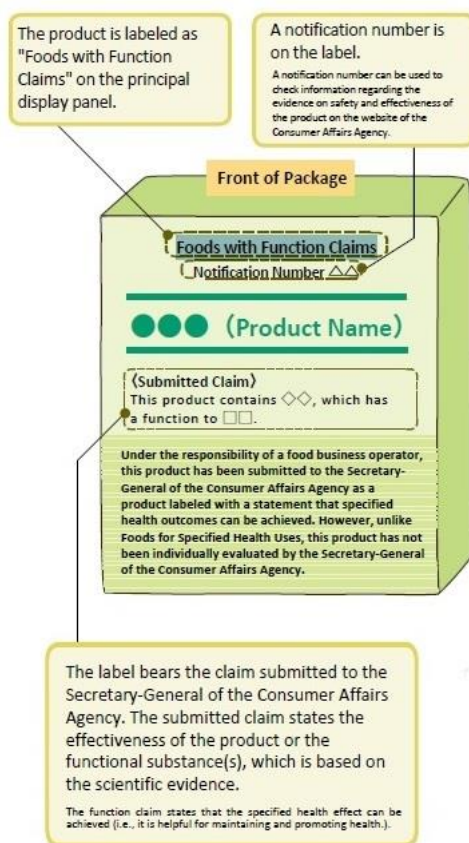 The product is labeled as
"Foods with Function
Claims" on the principal
display panel.
A notification number is
on the label.
A notification number can be used to
check information regarding the
evidence on safety and effectiveness of
the product on the website of the
Consumer Affairs Agency.
Front of Package
Foods with Function Claims
Notification Number △△
●●● (Product Name)
〈Submitted Claim〉
This product contains ◇◇, which has
a function to □□.
Under the responsibility of a food business operator,
this product has been submitted to the Secretary-
General of the Consumer Affairs Agency as a
product labeled with a statement that specified
health outcomes can be achieved. However, unlike
Foods for Specified Health Uses, this product has not
been individually evaluated by the Secretary-General
of the Consumer Affairs Agency.
The label bears the claim submitted to the
Secretary-General of the Consumer Affairs
Agency. The submitted claim states the
effectiveness of the product or the
functional substance(s), which is based on
the scientific evidence.
The function claim states that the specified health effect can be
achieved (i.e., it is helpful for maintaining and promoting health.).